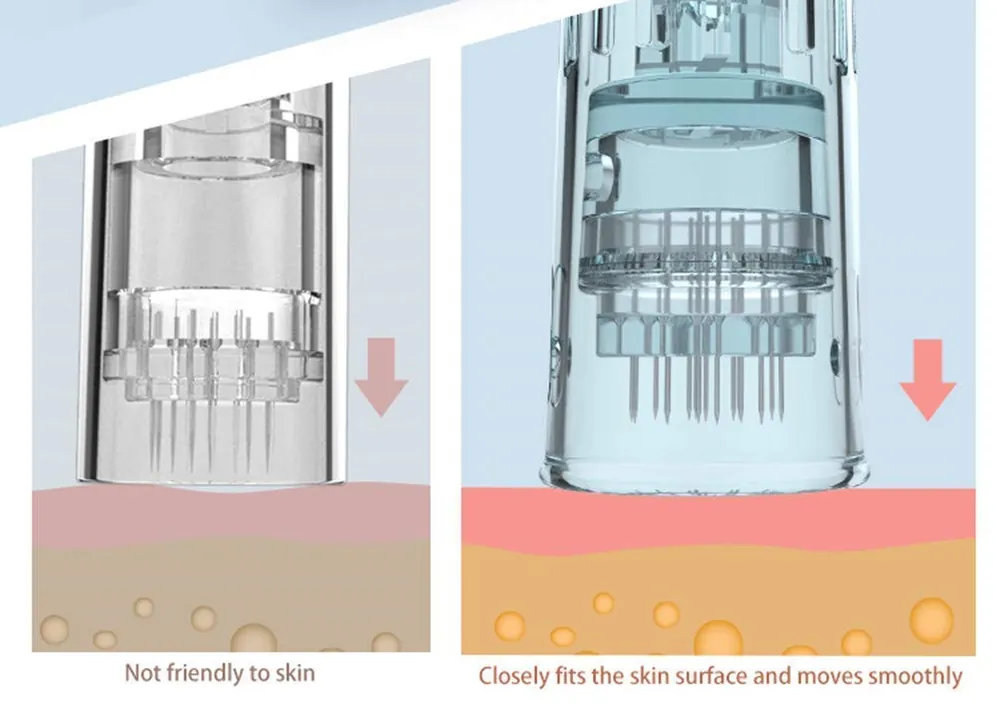 Not friendly to skin
Closely fits the skin surface and moves smoothly